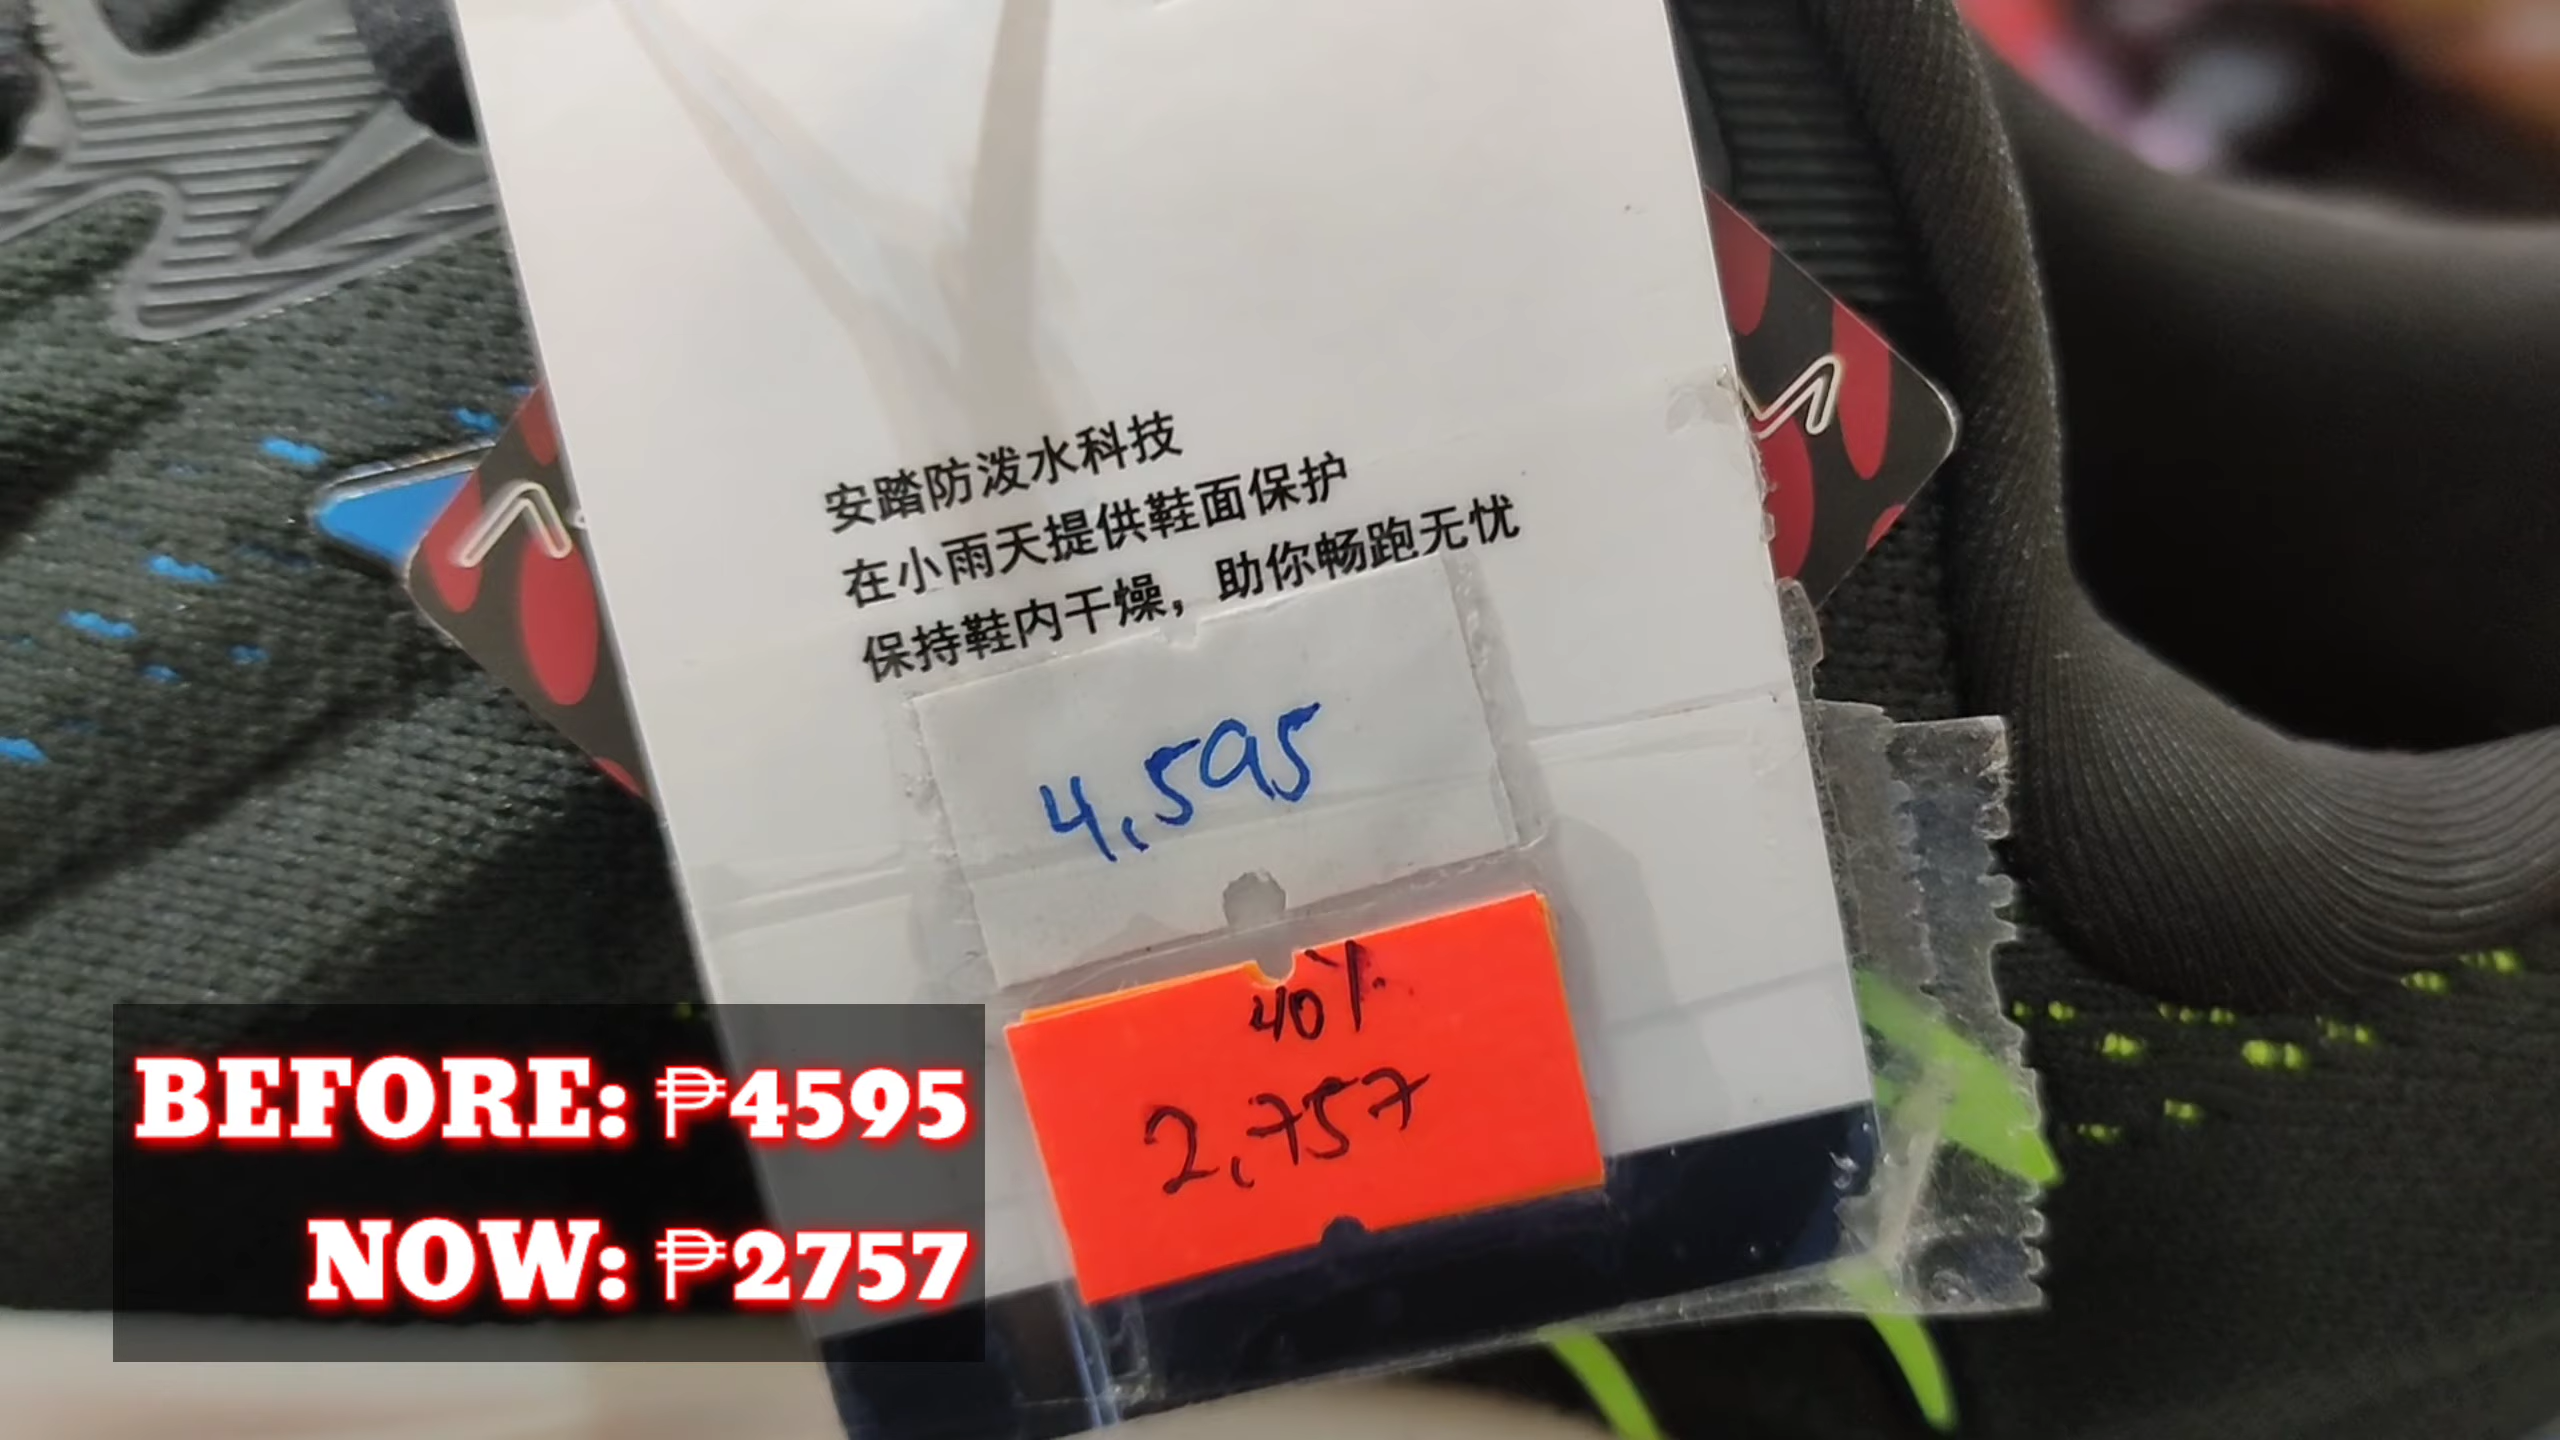 安踏防泼水科技
在小雨天提供鞋面保护
保持鞋内干燥，助你畅跑无忧
4,595
40%
2,757
BEFORE: ₱4595
NOW: ₱2757